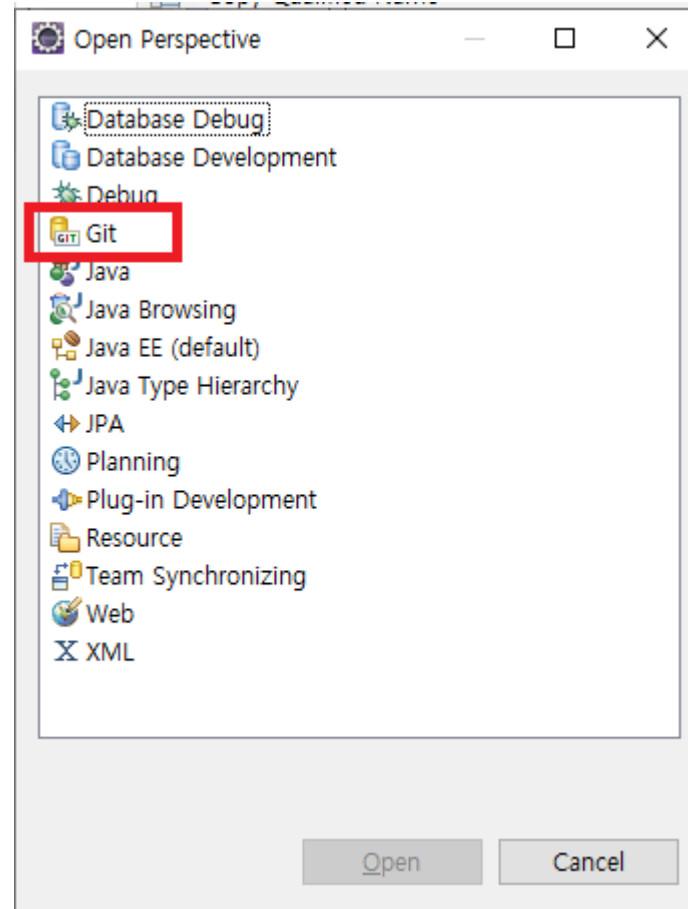 Open Perspective
Database Debug
Database Development
Debug
GIT Git
Java
Java Browsing
Java EE (default)
Java Type Hierarchy
JPA
Planning
Plug-in Development
Resource
Team Synchronizing
Web
X XML
Open
Cancel